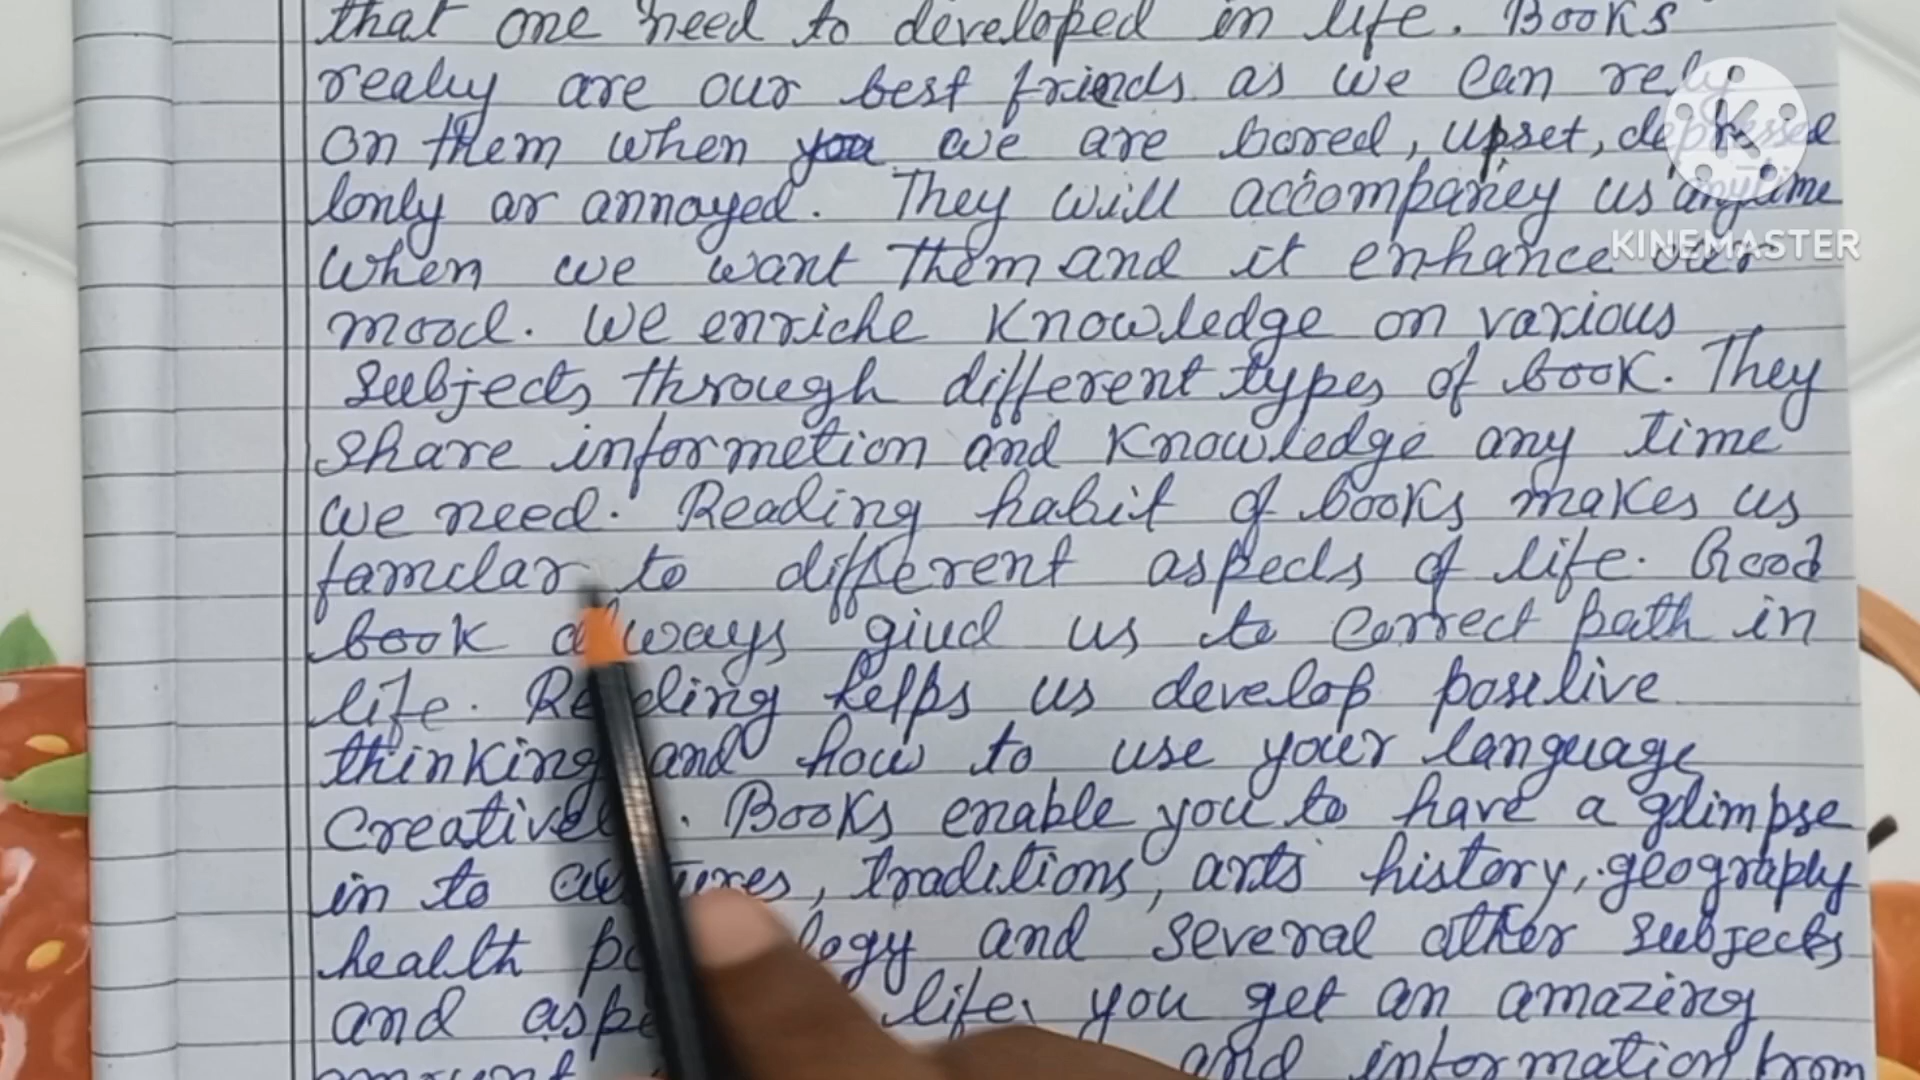 that one need to developed in life. Books
realy are our best friends as we can rely
on them when you we are bored, upset, depressed
lonly or annoyed. They will accompaney us anytime
KINEMASTER
when we want them and it enhance our
mood. We enriche Knowledge on various
subjects through different types of book. They
share informetion and Knowledge any time
we need. Reading habit of books makes us
famclar to different aspects of life. Good
book always giud us to correct path in
life. Reading helps us develop positive
thinking and how to use your language
Books enable you to have a glimpse
in to traditions, arts history, geography
health and several other subjects
and life, you get an amazing
and information from